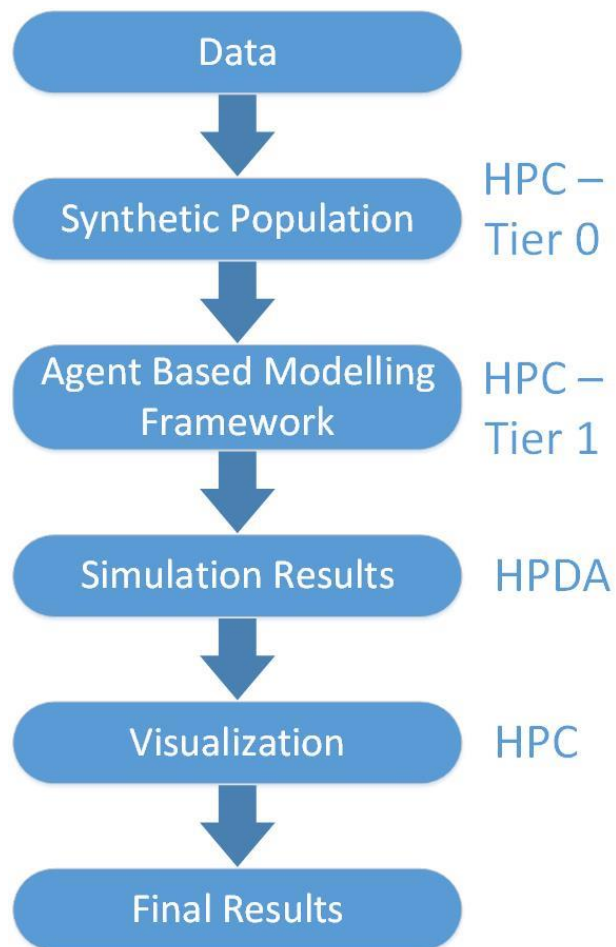 Data
Synthetic Population
HPC –
Tier 0
Agent Based Modelling
Framework
HPC –
Tier 1
Simulation Results
HPDA
Visualization
HPC
Final Results